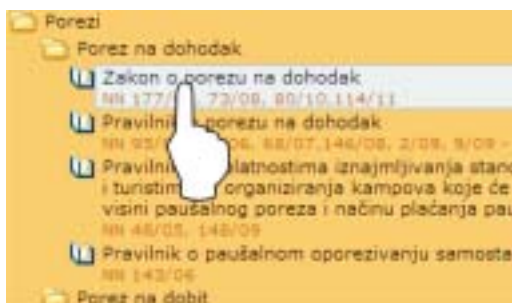 Porezi
Porez na dohodak
Zakon o porezu na dohodak
NN 177/ 73/08, 80/10,114/11
Pravilnik porezu na dohodak
NN 95/ 06, 68/07,146/08, 2/09, 9/09 -
Pravilni latnostima iznajmljivanja stano
i turistim organiziranja kampova koje će
visini paušalnog poreza i načinu plaćanja pau
NN 46/05, 146/09
Pravilnik o paušalnom oporezivanju samosta
NN 143/06
Porez na dobit